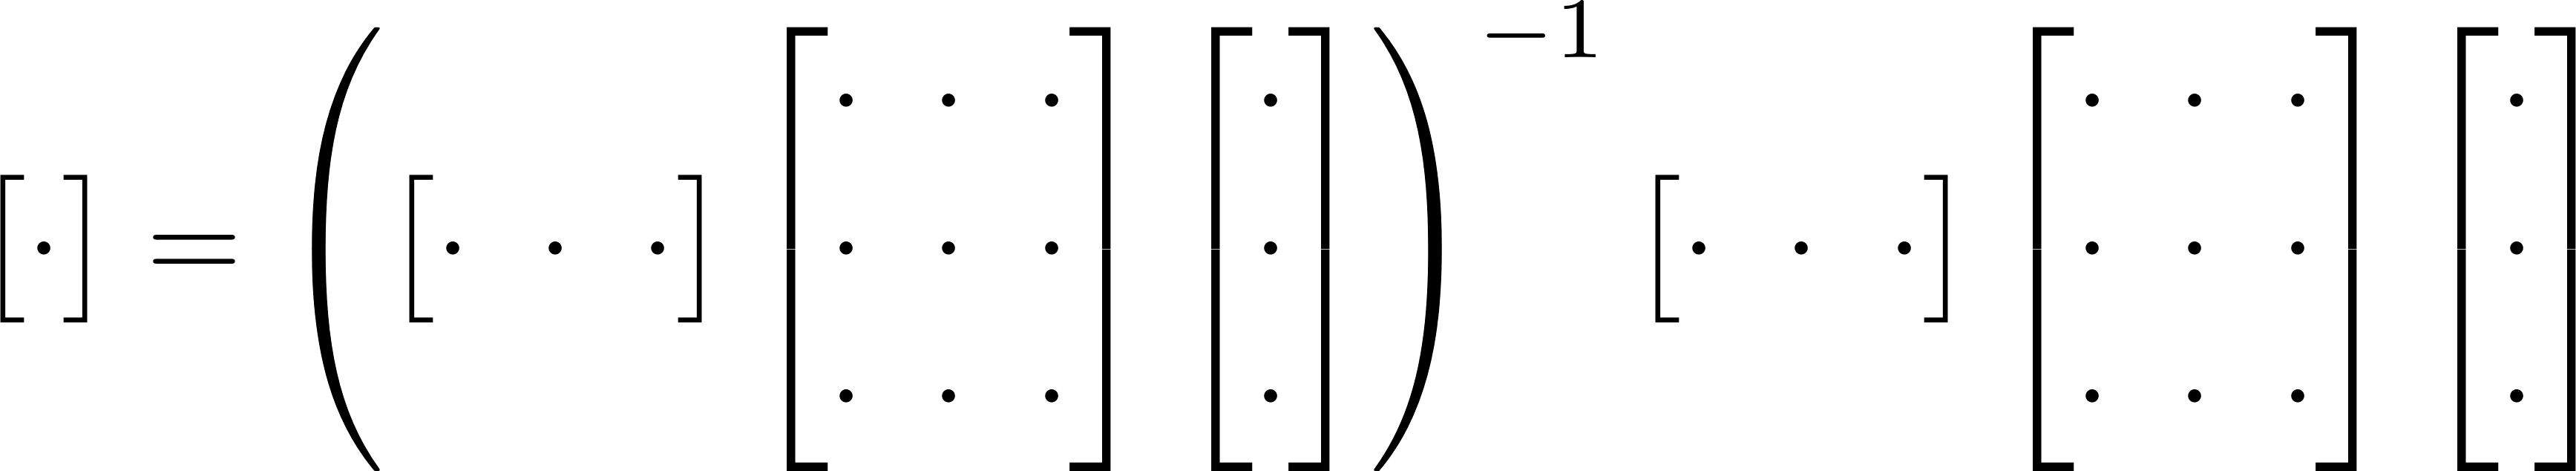 [·] = ([· · ·] [· · ·; · · ·; · · ·] [·; ·; ·])^−1 [· · ·] [· · ·; · · ·; · · ·] [·; ·; ·]